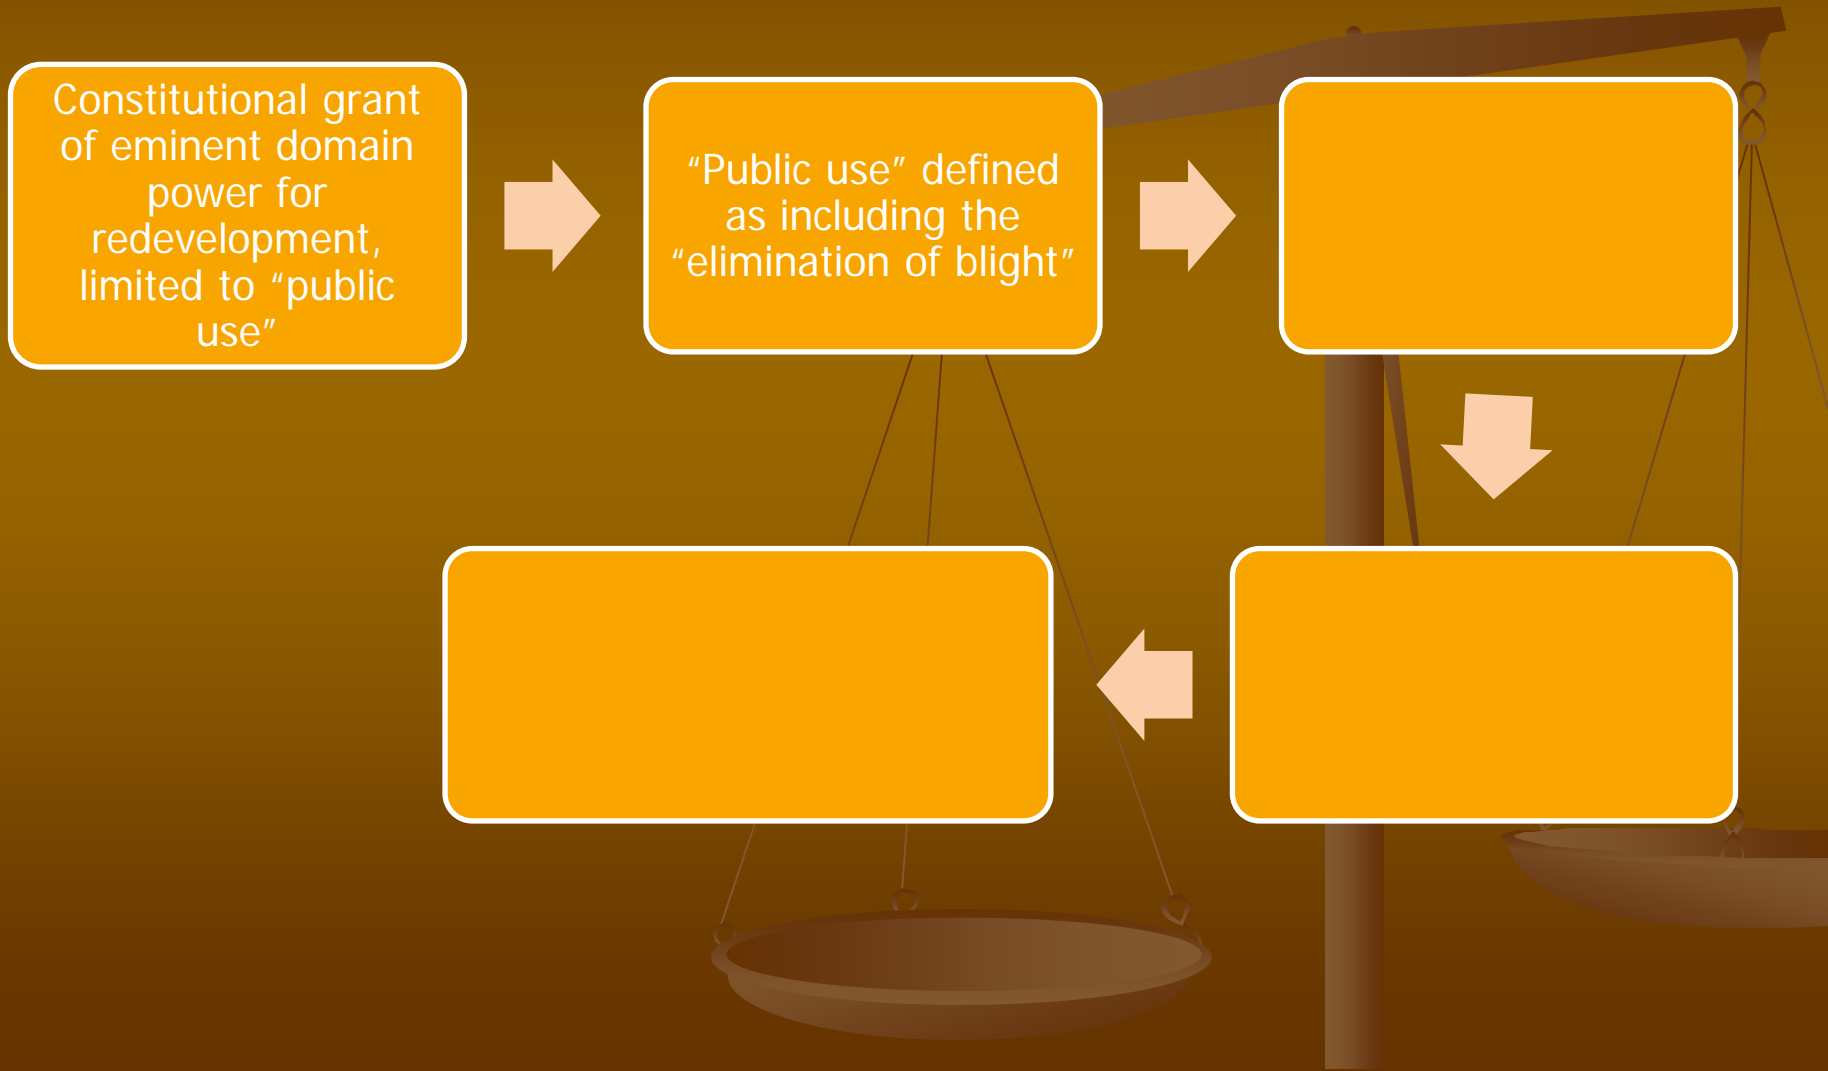 Constitutional grant
of eminent domain
power for
redevelopment,
limited to “public
use”
“Public use” defined
as including the
“elimination of blight”